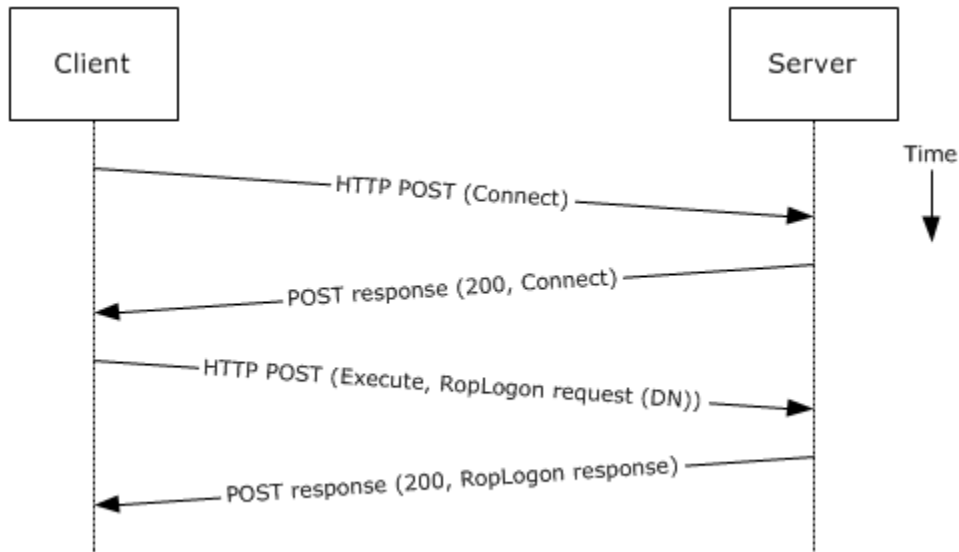 Client
Server
Time
HTTP POST (Connect)
POST response (200, Connect)
HTTP POST (Execute, RopLogon request (DN))
POST response (200, RopLogon response)